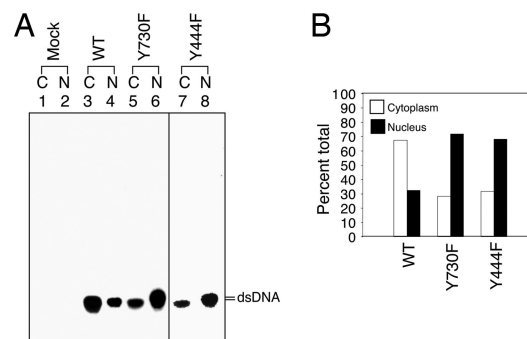 A
Mock
WT
Y730F
Y444F
C N C N C N C N
1 2 3 4 5 6 7 8
dsDNA
B
Percent total
100
90
80
70
60
50
40
30
20
10
0
Cytoplasm
Nucleus
WT
Y730F
Y444F